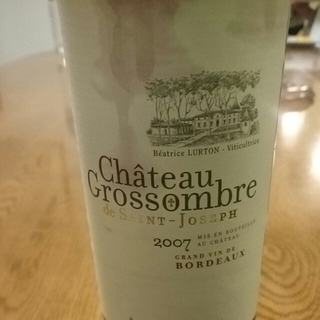 Béatrice LURTON - Viticultrice
Château
Grossombre
de SAINT-JOSEPH
2007 MIS EN BOUTEILLE
AU CHÂTEAU
GRAND VIN DE
BORDEAUX